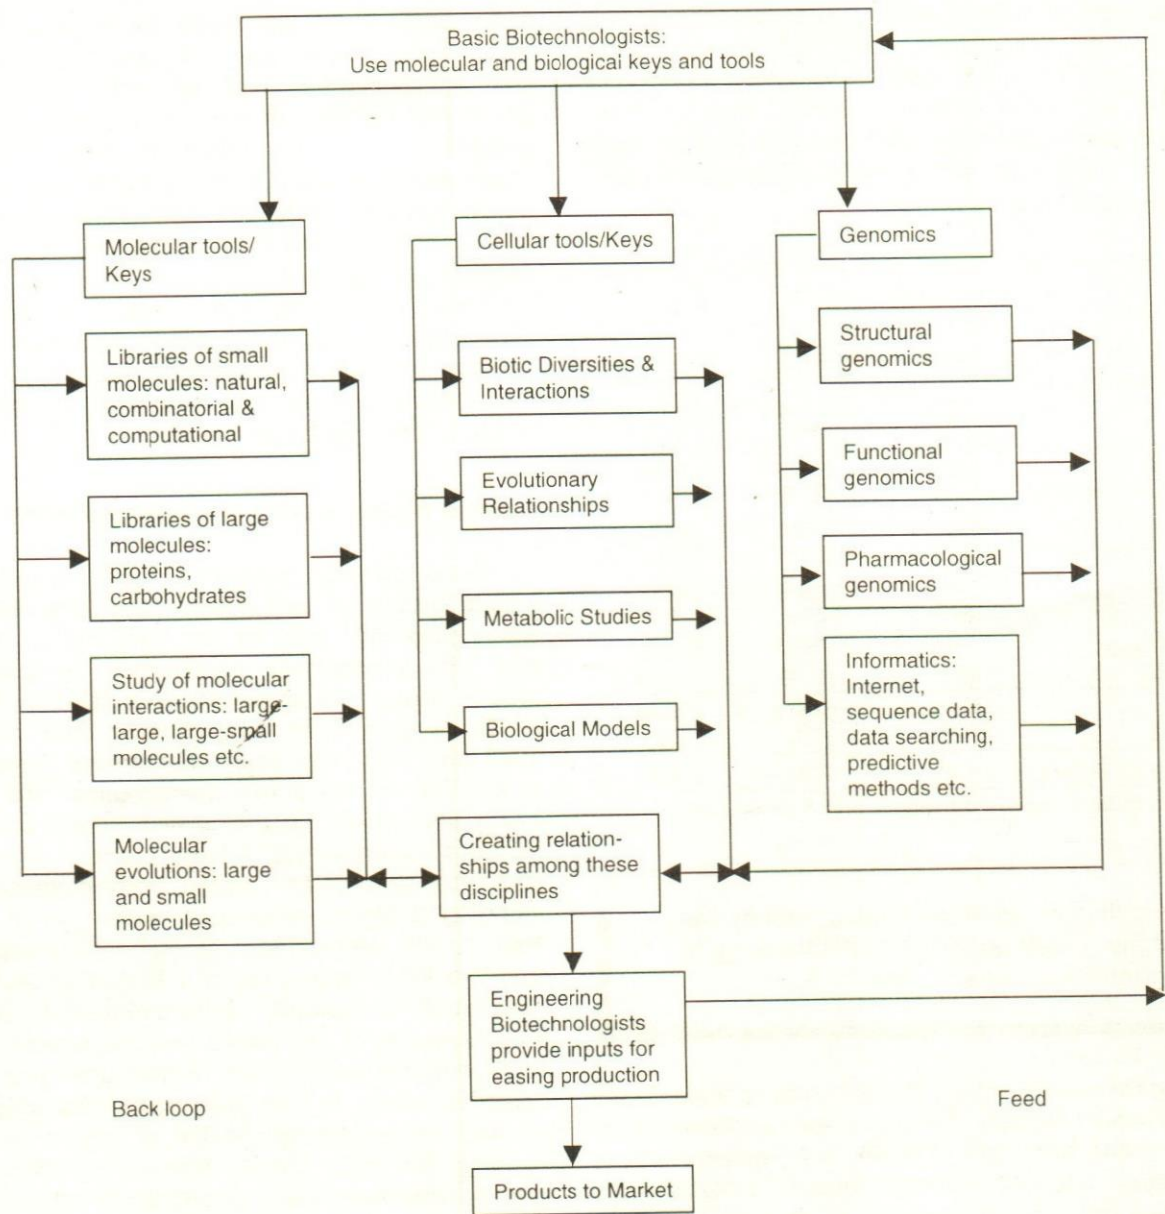 Basic Biotechnologists:
Use molecular and biological keys and tools
Molecular tools/
Keys
Libraries of small
molecules: natural,
combinatorial &
computational
Libraries of large
molecules:
proteins,
carbohydrates
Study of molecular
interactions: large-
large, large-small
molecules etc.
Molecular
evolutions: large
and small
molecules
Cellular tools/Keys
Biotic Diversities &
Interactions
Evolutionary
Relationships
Metabolic Studies
Biological Models
Genomics
Structural
genomics
Functional
genomics
Pharmacological
genomics
Informatics:
Internet,
sequence data,
data searching,
predictive
methods etc.
Creating relation-
ships among these
disciplines
Engineering
Biotechnologists
provide inputs for
easing production
Back loop
Feed
Products to Market